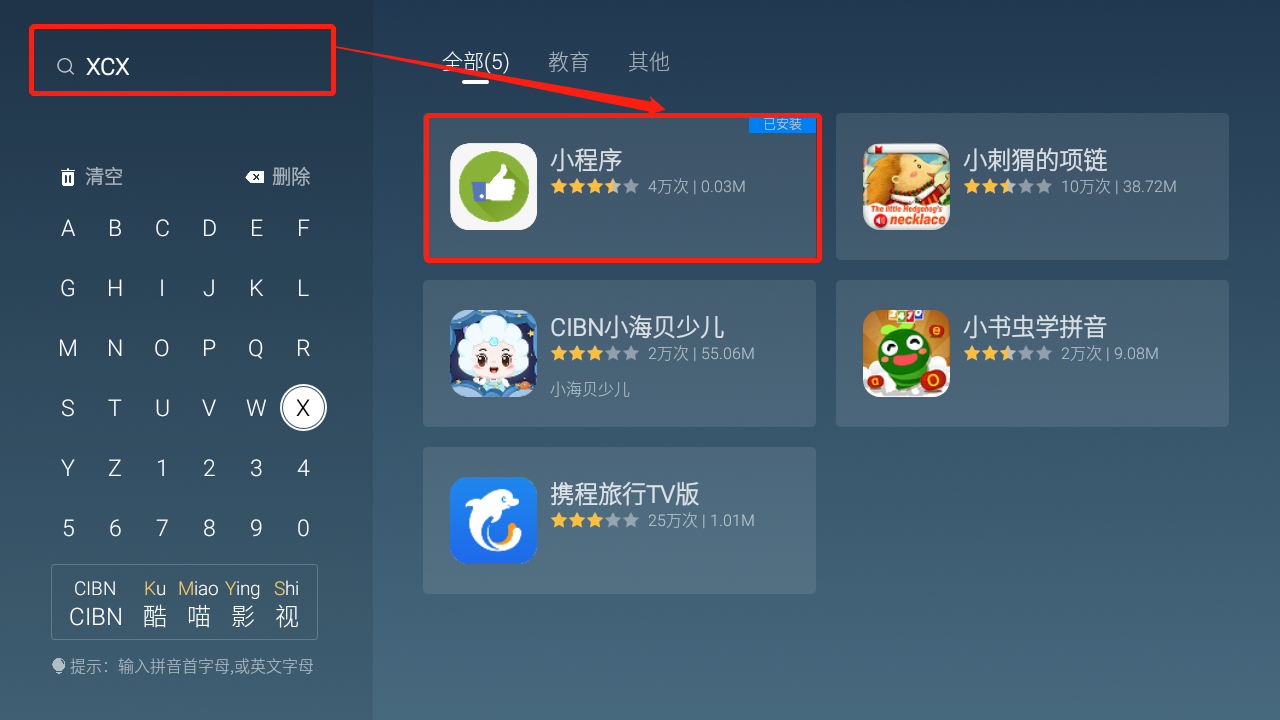 XCX
清空
删除
A B C D E F
G H I J K L
M N O P Q R
S T U V W X
Y Z 1 2 3 4
5 6 7 8 9 0
CIBN Ku Miao Ying Shi
CIBN 酷 喵 影 视
提示：输入拼音首字母,或英文字母
全部(5) 教育 其他
已安装
小程序
4万次 | 0.03M
小刺猬的项链
10万次 | 38.72M
The little Hedgehog's
necklace
CIBN小海贝少儿
2万次 | 55.06M
小海贝少儿
小书虫学拼音
2万次 | 9.08M
e
a
O
携程旅行TV版
25万次 | 1.01M